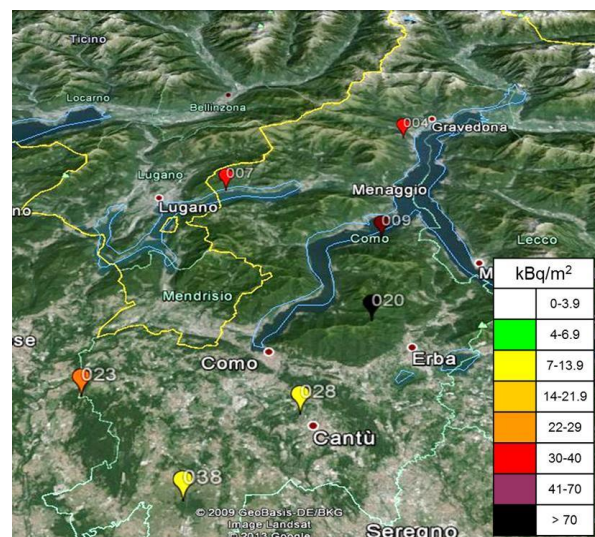 Ticino
Locarno
Bellinzona
004
Gravedona
007
Lugano
Lugano
Menaggio
no
009
Como
Lecco
M
kBq/m2
0-3.9
4-6.9
7-13.9
14-21.9
22-29
30-40
41-70
> 70
Mendrisio
020
se
Como
Erba
023
028
Cantù
038
© 2009 GeoBasis-DE/BKG
Image Landsat
© 2013 Google
Seregno